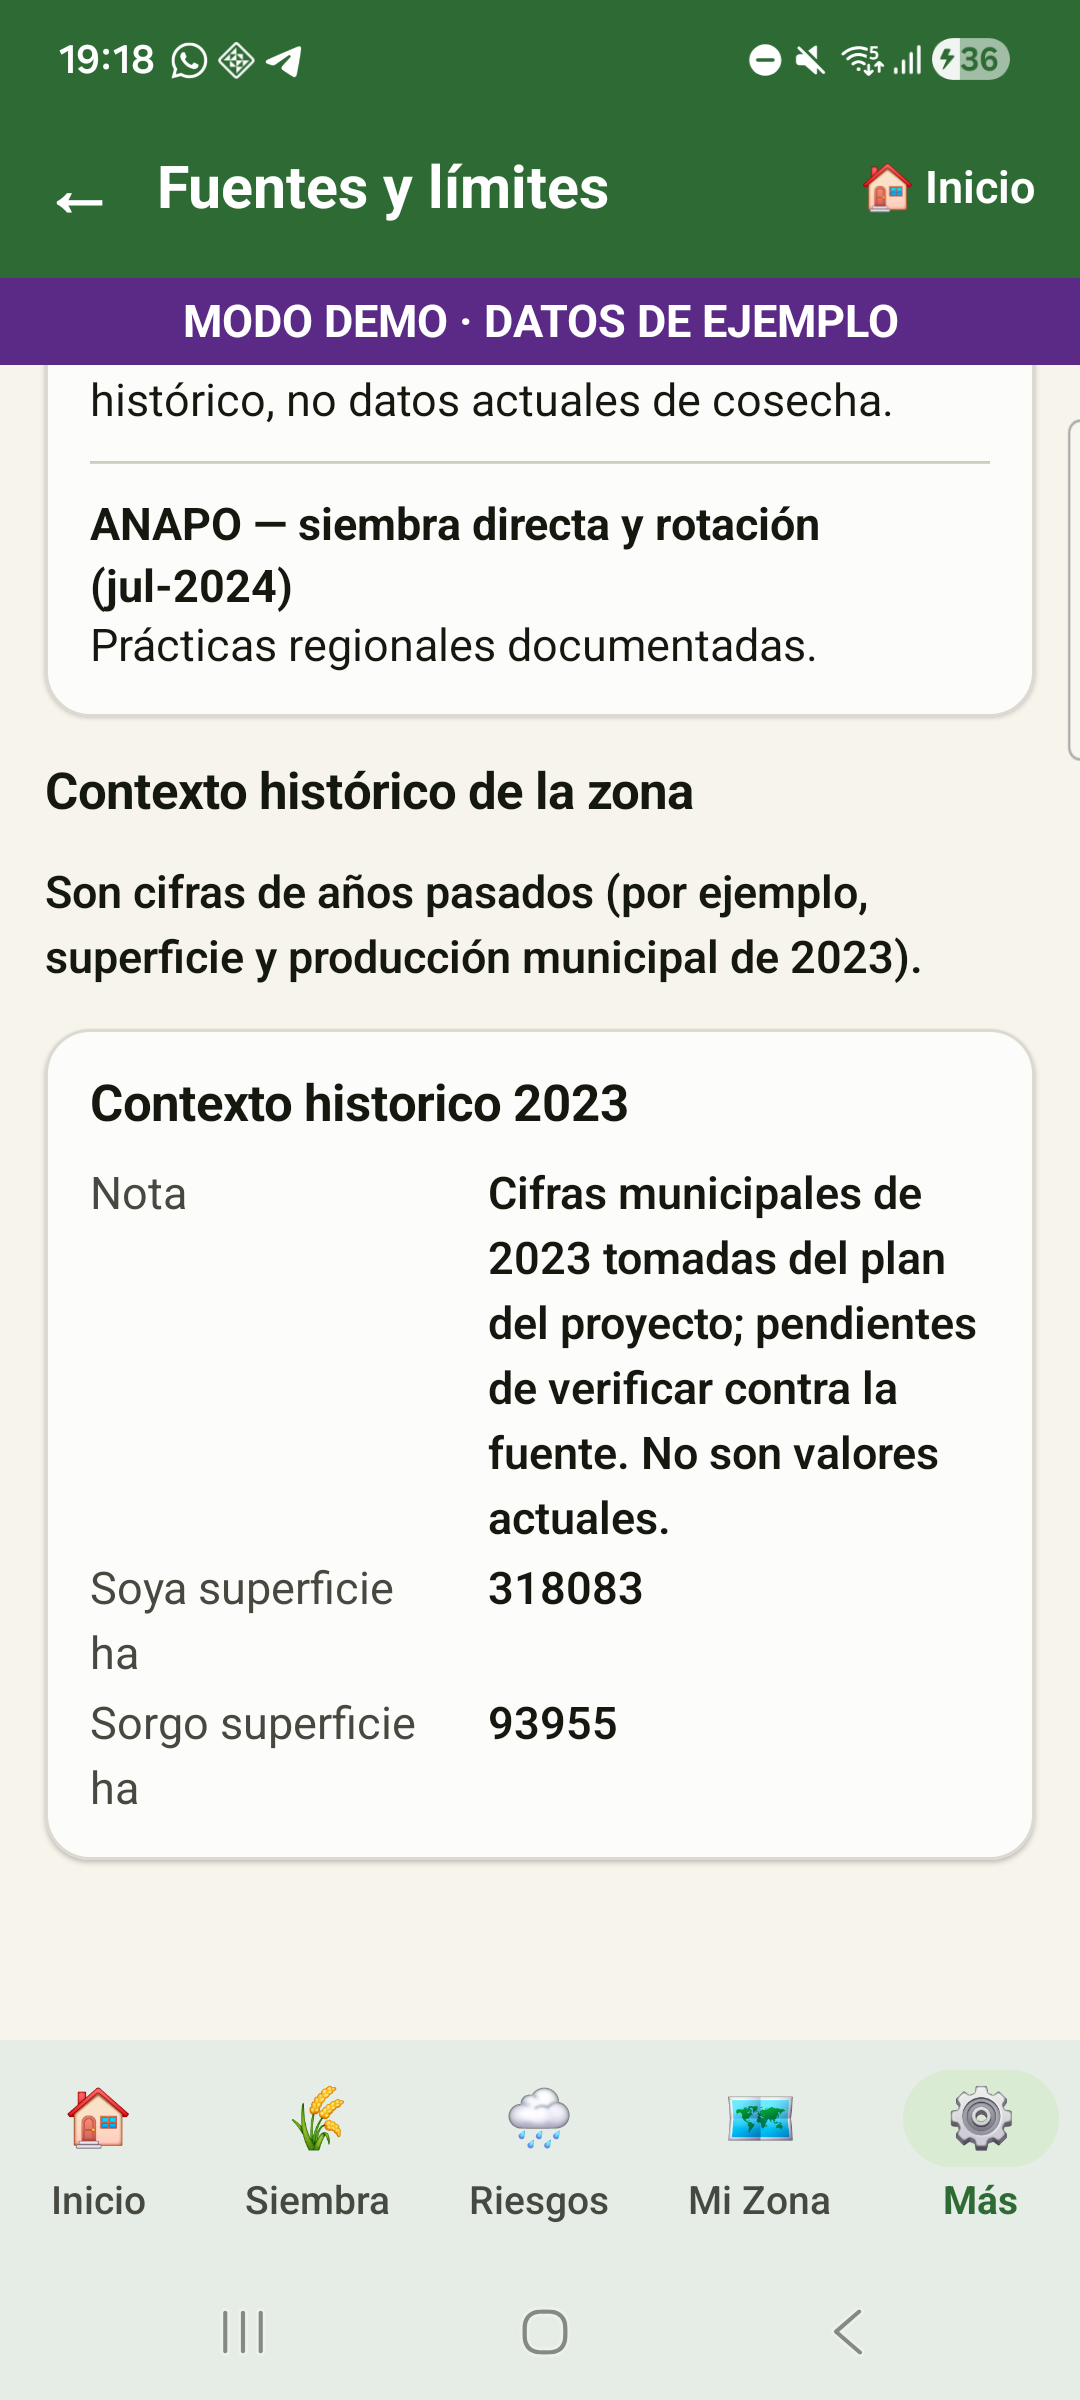 19:18
5
36
← Fuentes y límites
Inicio
MODO DEMO · DATOS DE EJEMPLO
histórico, no datos actuales de cosecha.
ANAPO — siembra directa y rotación
(jul-2024)
Prácticas regionales documentadas.
Contexto histórico de la zona
Son cifras de años pasados (por ejemplo,
superficie y producción municipal de 2023).
Contexto historico 2023
Nota
Cifras municipales de
2023 tomadas del plan
del proyecto; pendientes
de verificar contra la
fuente. No son valores
actuales.
Soya superficie
ha
318083
Sorgo superficie
ha
93955
Inicio
Siembra
Riesgos
Mi Zona
Más